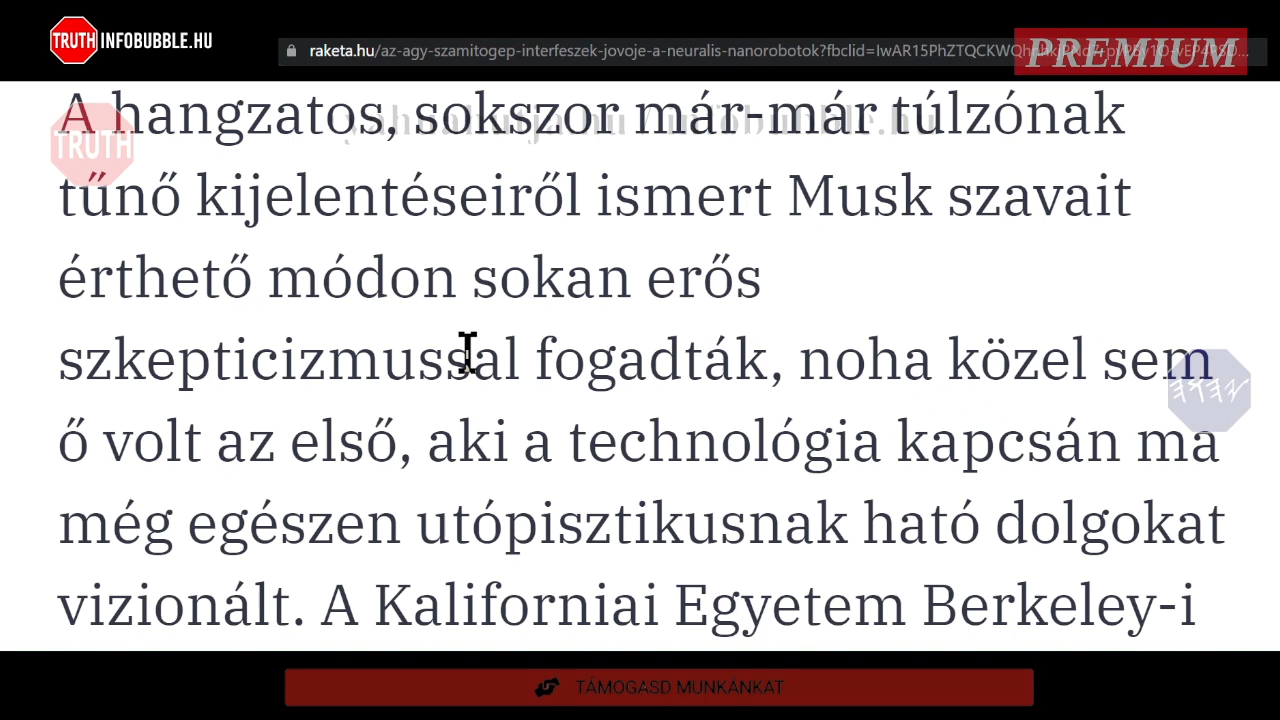 TRUTH INFOBUBBLE.HU
raketa.hu/az-agy-szamitogep-interfeszek-jovoje-a-neuralis-nanorobotok?fbclid=IwAR15PhZTQCKWQh
PREMIUM
A hangzatos, sokszor már-már túlzónak
TRUTH
tűnő kijelentéseiről ismert Musk szavait
érthető módon sokan erős
szkepticizmussal fogadták, noha közel sem
ő volt az első, aki a technológia kapcsán ma
még egészen utópisztikusnak ható dolgokat
vizionált. A Kaliforniai Egyetem Berkeley-i
TÁMOGASD MUNKÁNKAT